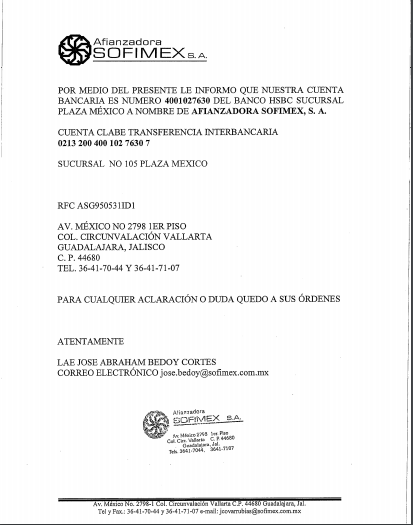 Afianzadora
SOFIMEX S.A.
POR MEDIO DEL PRESENTE LE INFORMO QUE NUESTRA CUENTA
BANCARIA ES NUMERO 4001027630 DEL BANCO HSBC SUCURSAL
PLAZA MÉXICO A NOMBRE DE AFIANZADORA SOFIMEX, S. A.
CUENTA CLABE TRANSFERENCIA INTERBANCARIA
0213 200 400 102 7630 7
SUCURSAL NO 105 PLAZA MEXICO
RFC ASG950531ID1
AV. MÉXICO NO 2798 1ER PISO
COL. CIRCUNVALACIÓN VALLARTA
GUADALAJARA, JALISCO
C. P. 44680
TEL. 36-41-70-44 Y 36-41-71-07
PARA CUALQUIER ACLARACIÓN O DUDA QUEDO A SUS ÓRDENES
ATENTAMENTE
LAE JOSE ABRAHAM BEDOY CORTES
CORREO ELECTRÓNICO jose.bedoy@sofimex.com.mx
Afianzadora
SOFIMEX S.A.
Av. México 2798 1er Piso
Col. Circ. Vallarta C. P. 44680
Guadalajara, Jal.
Tels. 3641-7044, 3641-7107
Av. México No. 2798-1 Col. Circunvalación Vallarta C.P. 44680 Guadalajara, Jal.
Tel y Fax.: 36-41-70-44 y 36-41-71-07 e-mail: jcovarrubias@sofimex.com.mx